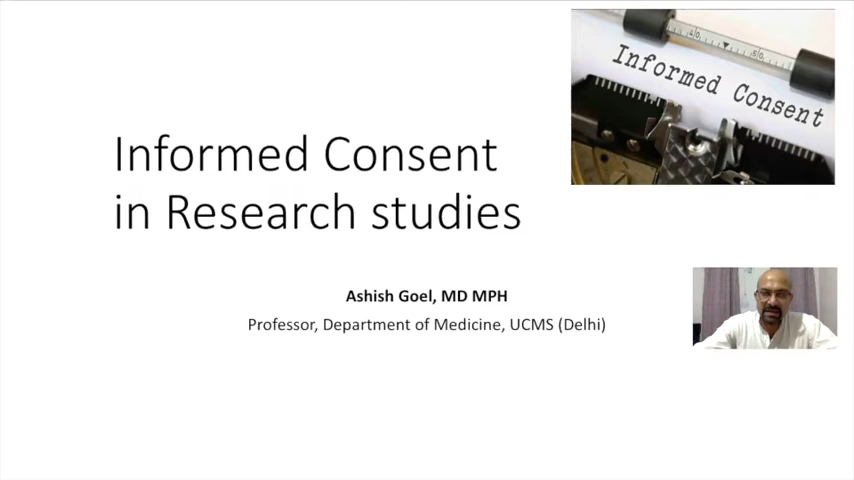 Informed Consent
in Research studies
Informed Consent
Ashish Goel, MD MPH
Professor, Department of Medicine, UCMS (Delhi)